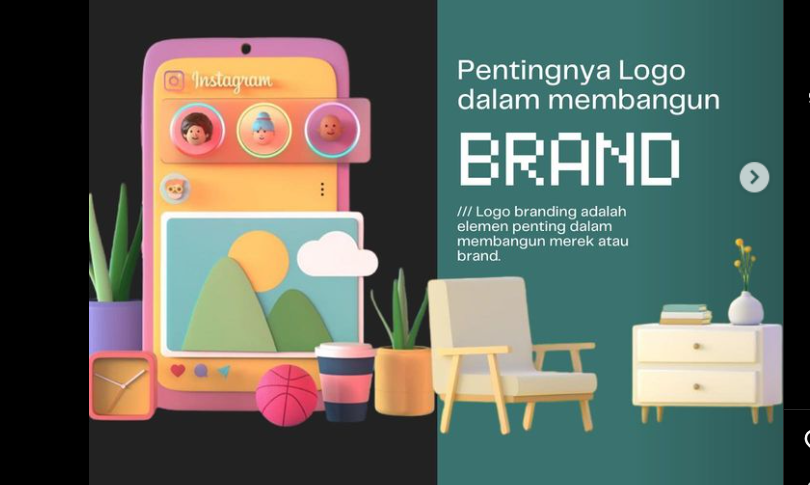 Instagram
Pentingnya Logo
dalam membangun
BRAND
/// Logo branding adalah
elemen penting dalam
membangun merek atau
brand.